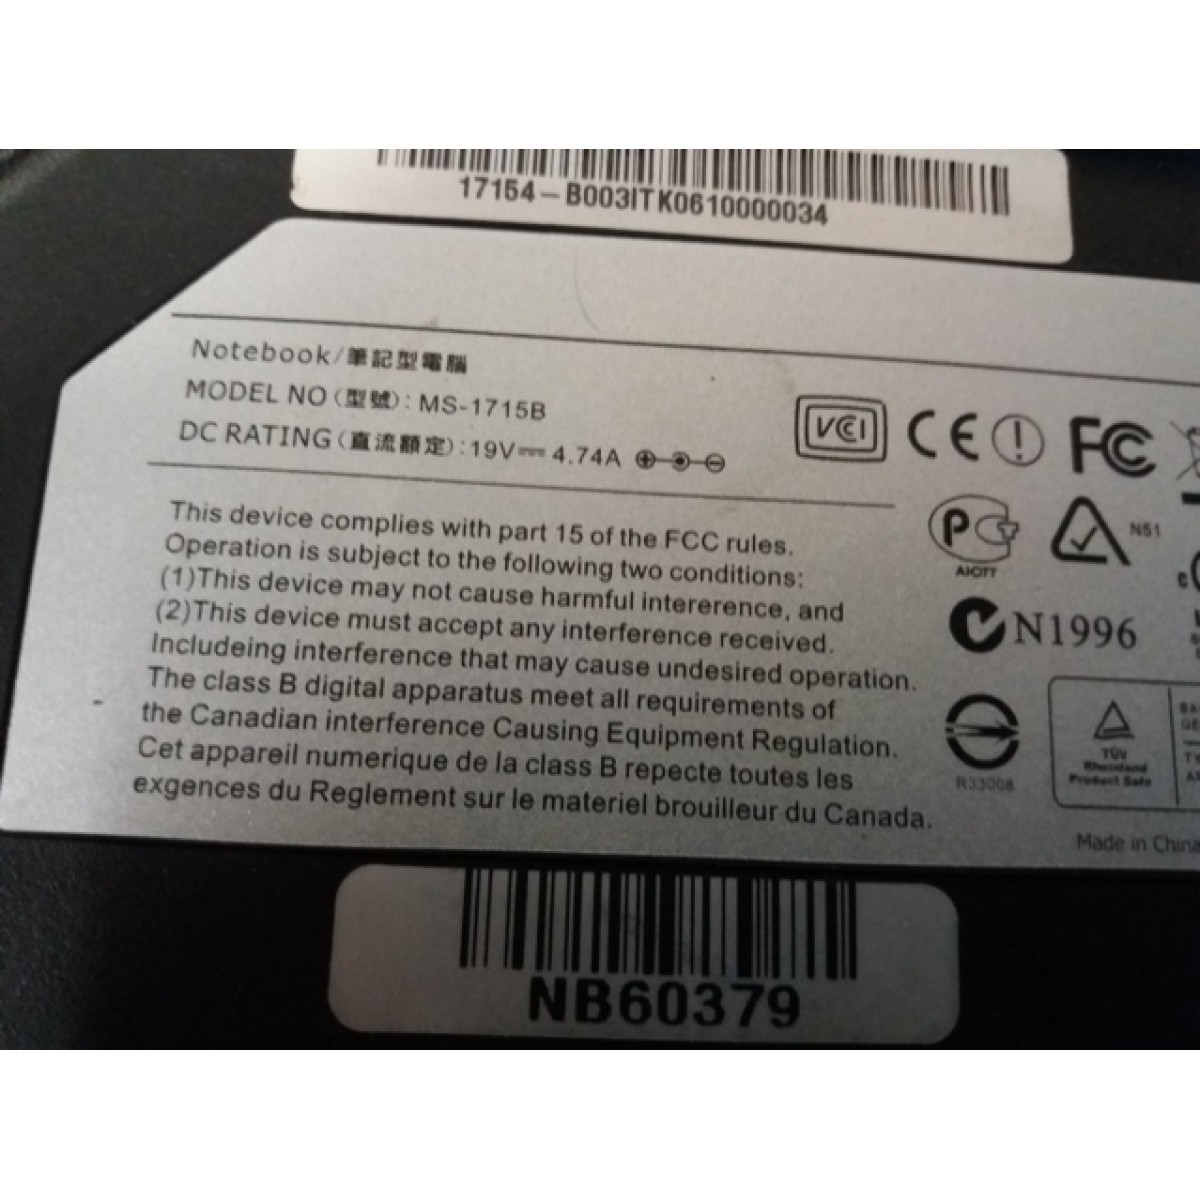 17154-B003ITK0610000034
Notebook/筆記型電腦
MODEL NO(型號): MS-1715B
DC RATING(直流額定): 19V⎓ 4.74A
VCI CE FC
This device complies with part 15 of the FCC rules.
Operation is subject to the following two conditions:
(1)This device may not cause harmful intererence, and
(2)This device must accept any interference received.
Includeing interference that may cause undesired operation.
The class B digital apparatus meet all requirements of
the Canadian interference Causing Equipment Regulation.
Cet appareil numerique de la class B repecte toutes les
exgences du Reglement sur le materiel brouilleur du Canada.
N51
N1996
R33008
TÜV
Rheinland
Product Safe
Made in China
NB60379